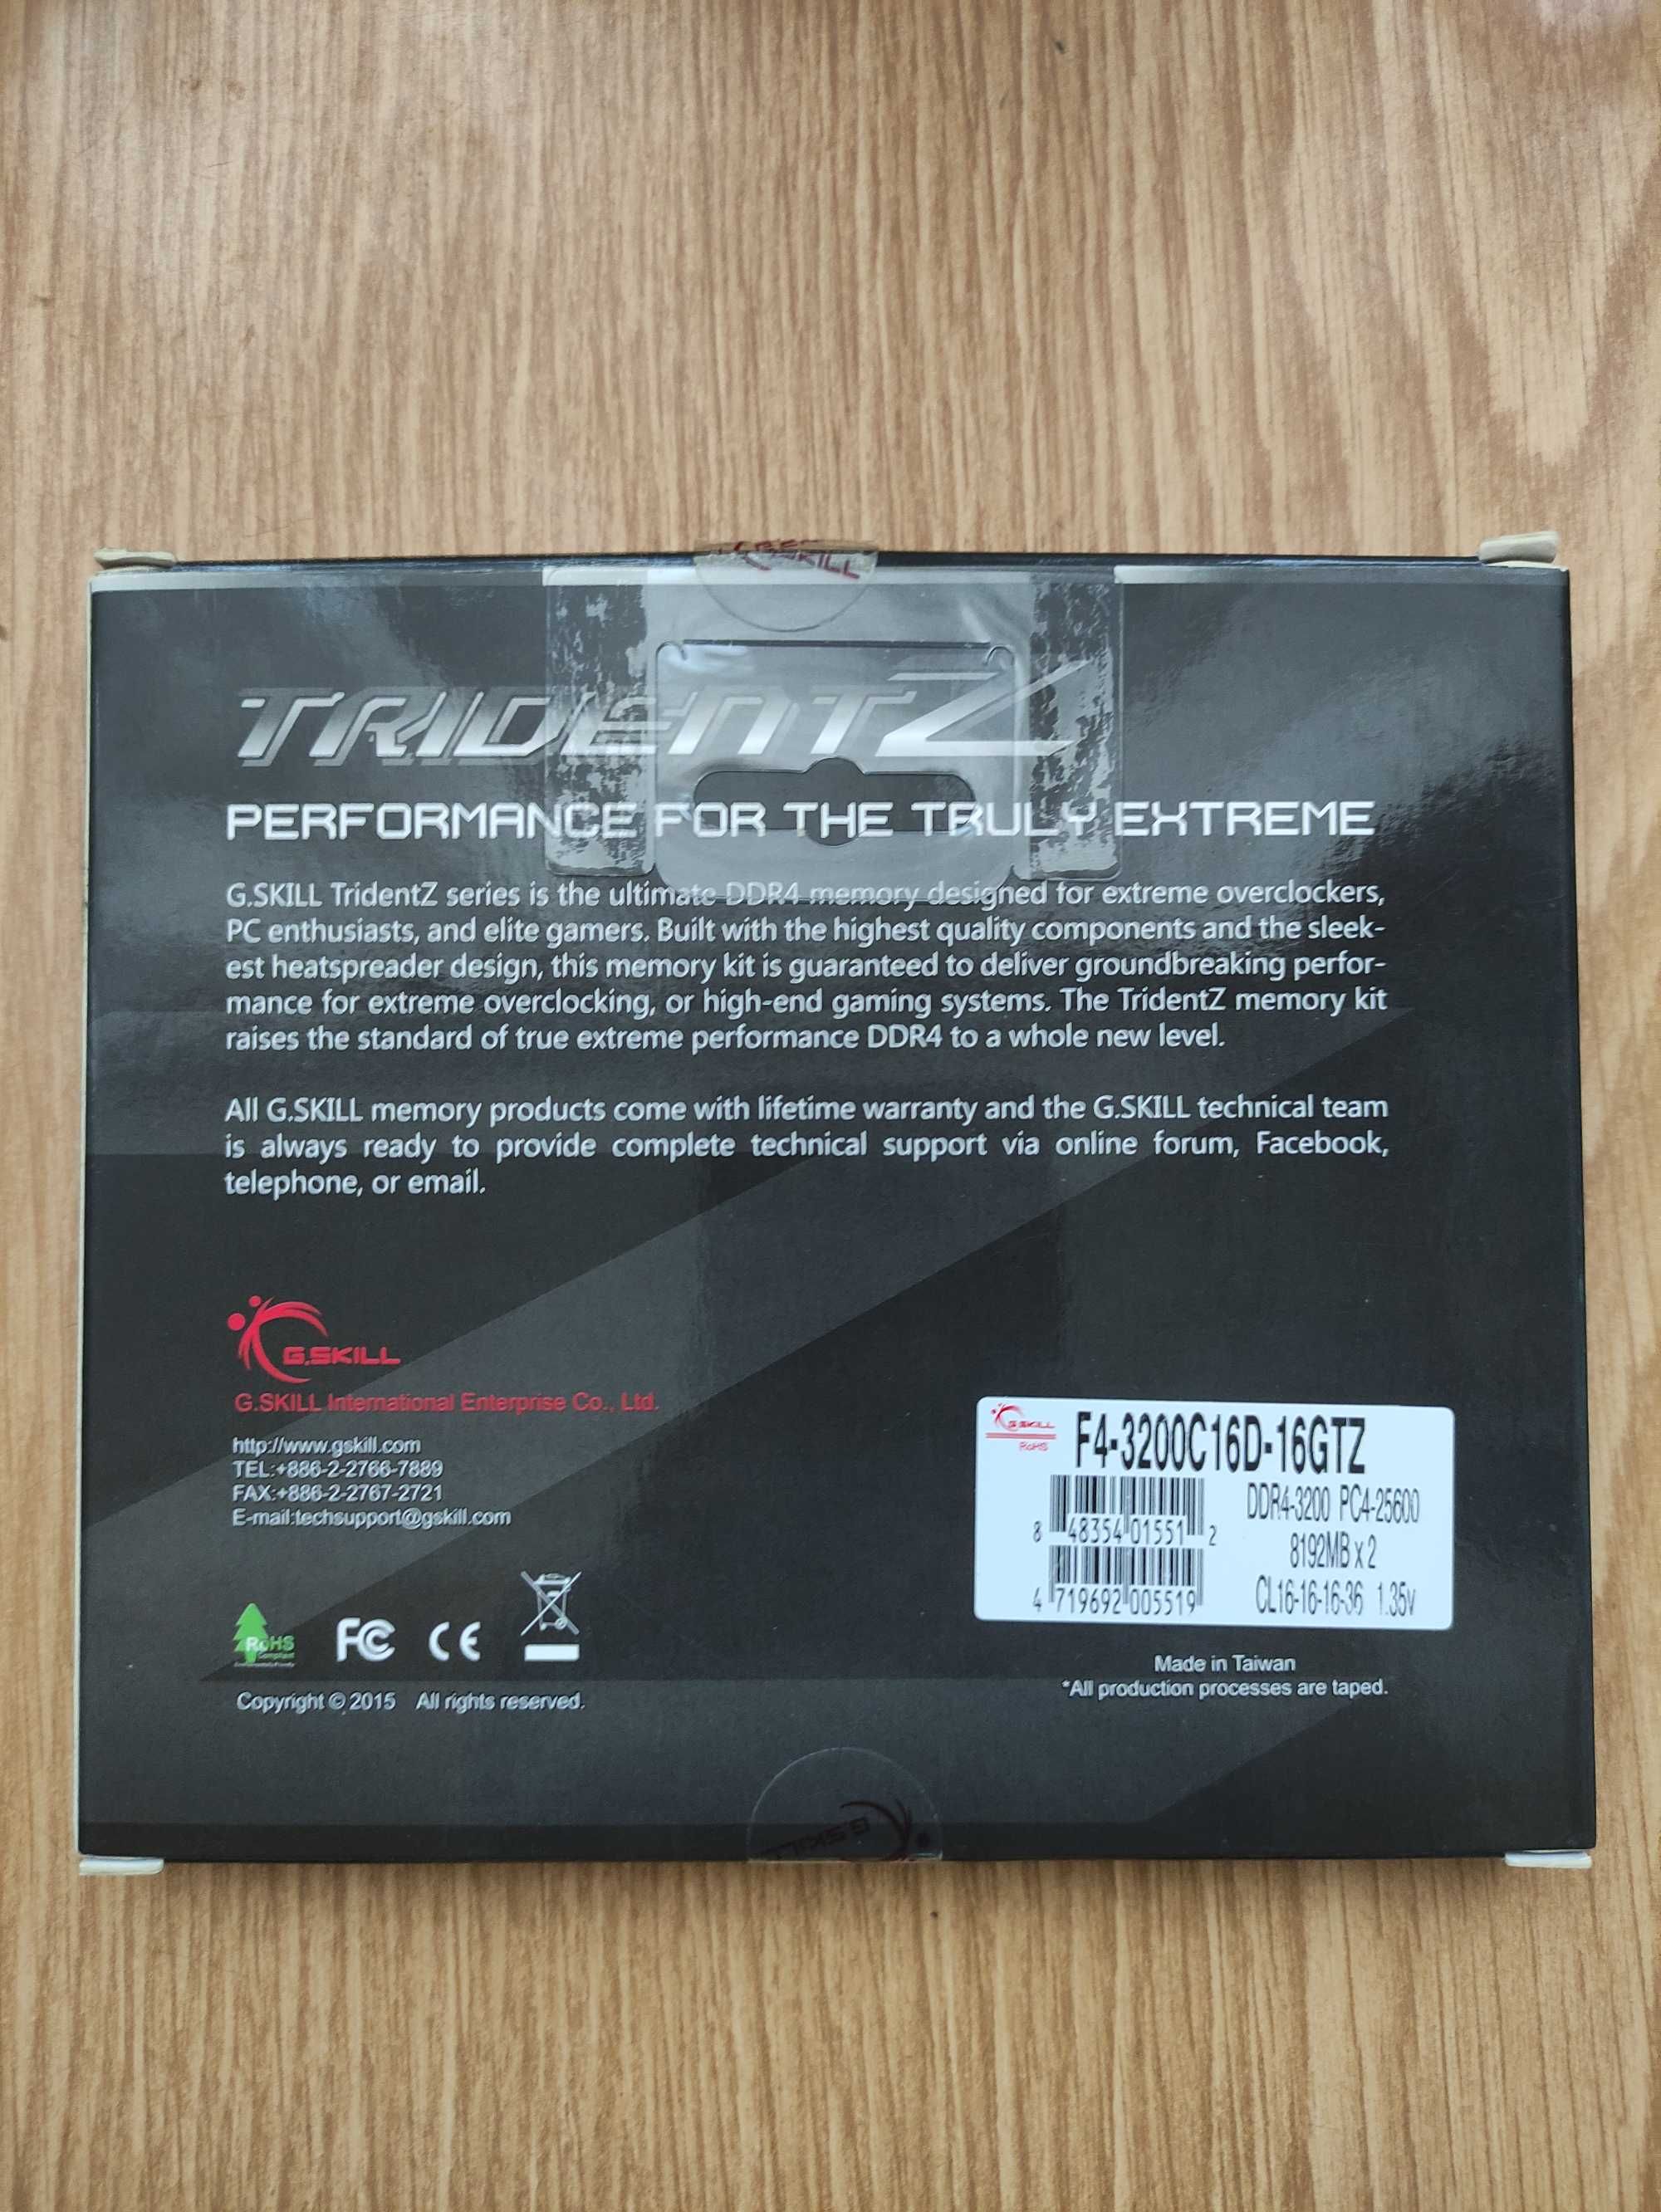 G.SKILL
TRIDENTZ
PERFORMANCE FOR THE TRULY EXTREME
G.SKILL TridentZ series is the ultimate DDR4 memory designed for extreme overclockers,
PC enthusiasts, and elite gamers. Built with the highest quality components and the sleek-
est heatspreader design, this memory kit is guaranteed to deliver groundbreaking perfor-
mance for extreme overclocking, or high-end gaming systems. The TridentZ memory kit
raises the standard of true extreme performance DDR4 to a whole new level.
All G.SKILL memory products come with lifetime warranty and the G.SKILL technical team
is always ready to provide complete technical support via online forum, Facebook,
telephone, or email.
G.SKILL
G.SKILL International Enterprise Co., Ltd.
http://www.gskill.com
TEL:+886-2-2766-7889
FAX:+886-2-2767-2721
E-mail:techsupport@gskill.com
RoHS
Compliant
FC CE
Copyright © 2015 All rights reserved.
G.SKILL
RoHS
F4-3200C16D-16GTZ
DDR4-3200 PC4-25600
8 48354 01551 2
8192MB x 2
4 719692 005519
CL16-16-16-36 1.35v
Made in Taiwan
*All production processes are taped.
G.SKILL